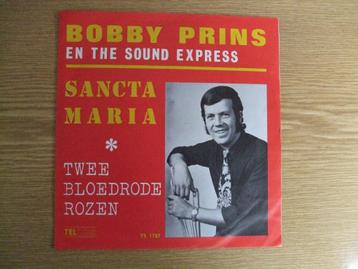 BOBBY PRINS
EN THE SOUND EXPRESS
SANCTA
MARIA
*
TWEE
BLOEDRODE
ROZEN
TEL